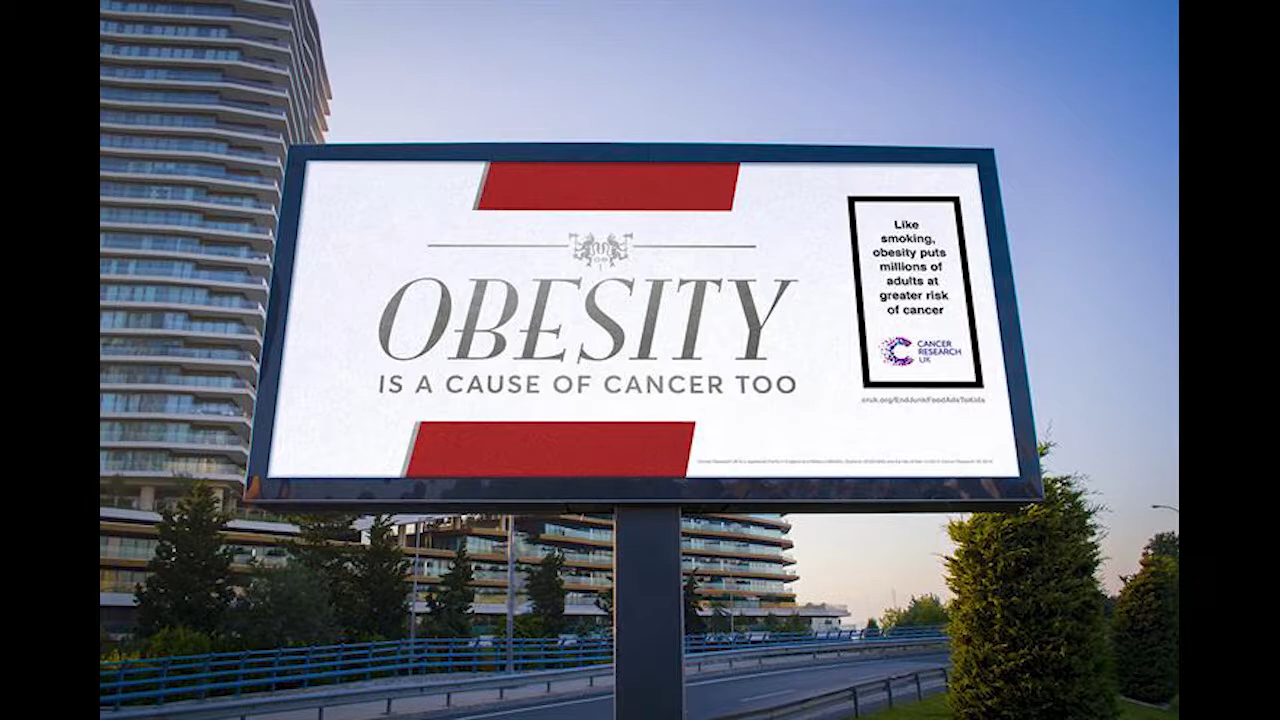 OBESITY
IS A CAUSE OF CANCER TOO
Like
smoking,
obesity puts
millions of
adults at
greater risk
of cancer
CANCER
RESEARCH
UK
cruk.org/EndJunkFoodAdsToKids